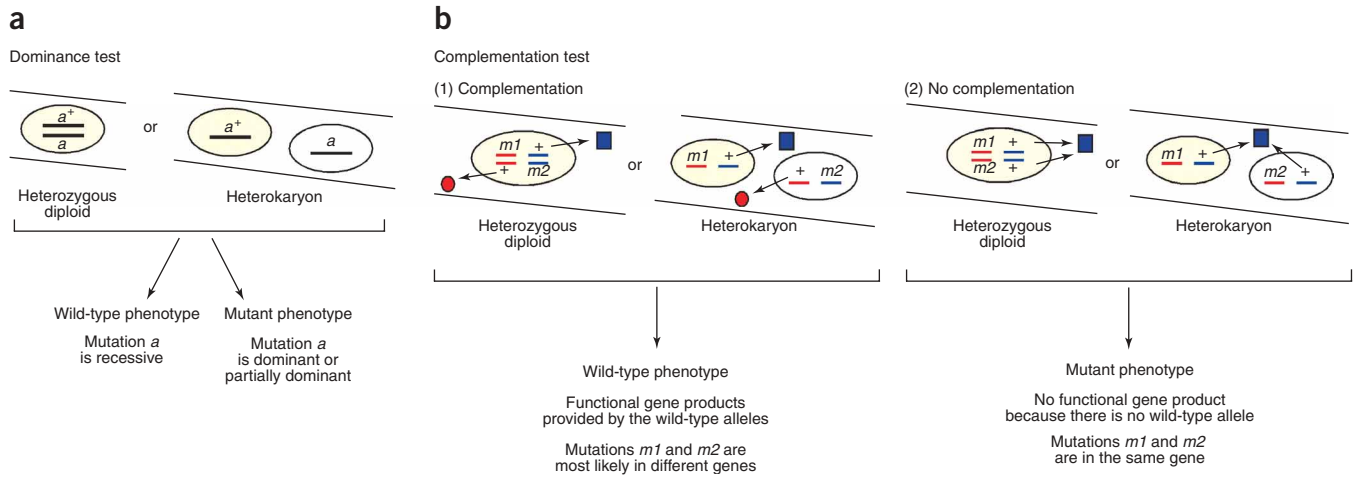 a
Dominance test
a+
a
or
a+
a
Heterozygous
diploid
Heterokaryon
Wild-type phenotype
Mutation a
is recessive
Mutant phenotype
Mutation a
is dominant or
partially dominant
b
Complementation test
(1) Complementation
m1 +
+ m2
or
m1 +
+ m2
Heterozygous
diploid
Heterokaryon
Wild-type phenotype
Functional gene products
provided by the wild-type alleles
Mutations m1 and m2 are
most likely in different genes
(2) No complementation
m1 +
m2 +
or
m1 +
m2 +
Heterozygous
diploid
Heterokaryon
Mutant phenotype
No functional gene product
because there is no wild-type allele
Mutations m1 and m2
are in the same gene